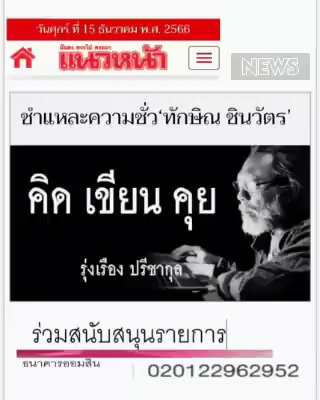 วันศุกร์ ที่ 15 ธันวาคม พ.ศ. 2566
แนวหน้า
NEWS
ชำแหละความชั่ว‘ทักษิณ ชินวัตร’
คิด เขียน คุย
รุ่งเรือง ปรีชากุล
ร่วมสนับสนุนรายการ
ธนาคารออมสิน
020122962952